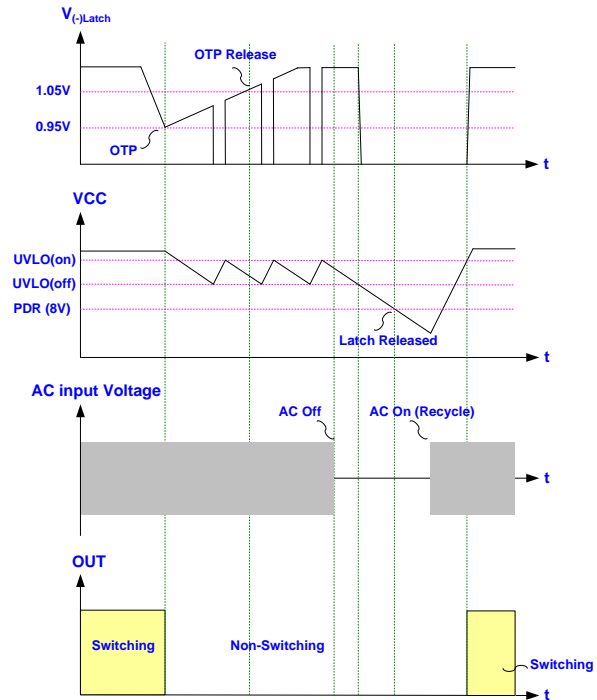 V(-)Latch
OTP Release
1.05V
0.95V
OTP
t
VCC
UVLO(on)
UVLO(off)
PDR (8V)
Latch Released
t
AC input Voltage
AC Off
AC On (Recycle)
t
OUT
Switching
Non-Switching
Switching
t